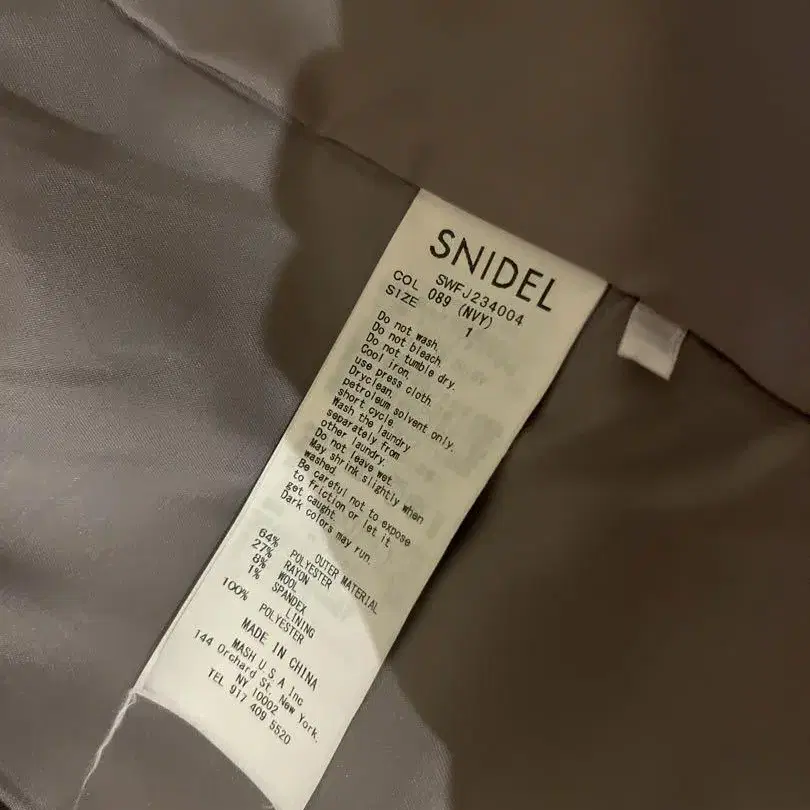 SNIDEL
SWFJ234004
COL 089 (NVY)
SIZE 1
Do not wash.
Do not bleach.
Do not tumble dry.
Cool iron.
use press cloth.
Dryclean.
petroleum solvent only.
short cycle.
Wash the laundry
separately from
other laundry.
Do not leave wet.
May shrink slightly when
washed.
Be careful not to expose
to friction or let it
get caught.
Dark colors may run.
OUTER MATERIAL
64% POLYESTER
27% RAYON
8% WOOL
1% SPANDEX
LINING
100% POLYESTER
MADE IN CHINA
MASH U.S.A Inc
144 Orchard St. New York.
NY 10002
TEL 917 409 5520